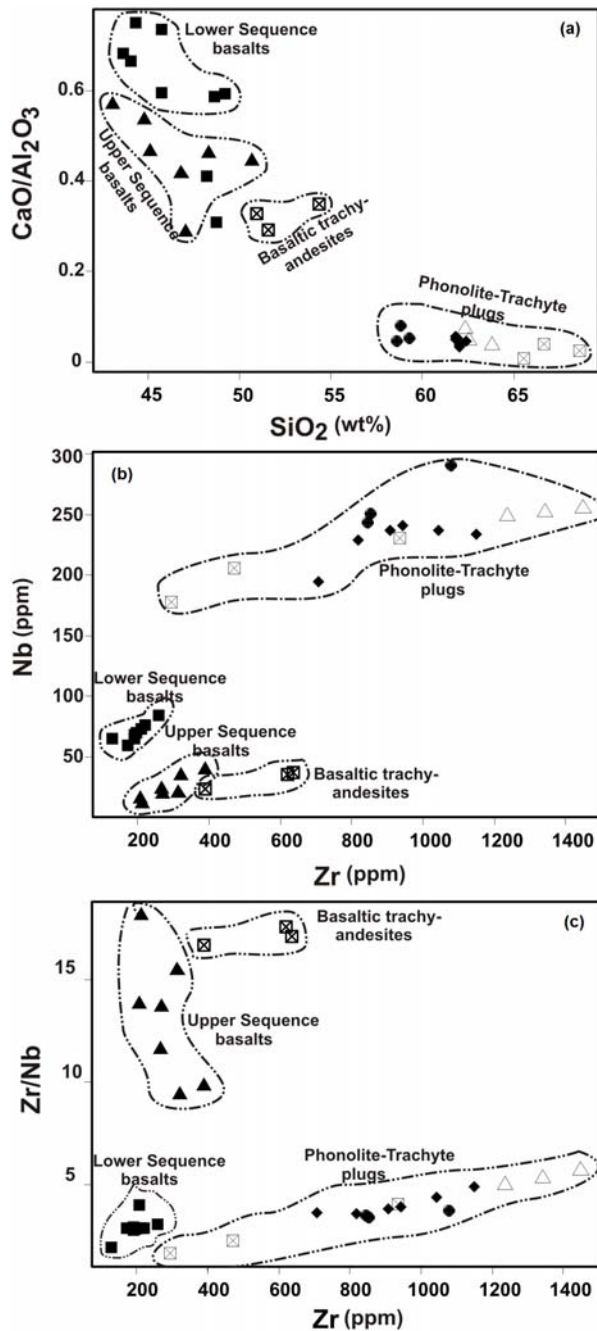 Lower Sequence
basalts
(a)
0.6
0.4
0.2
0
CaO/Al₂O₃
Upper Sequence
basalts
Basaltic trachy-
andesites
Phonolite-Trachyte
plugs
45 50 55 60 65
SiO₂ (wt%)
(b)
300
250
200
150
100
50
Nb (ppm)
Phonolite-Trachyte
plugs
Lower Sequence
basalts
Upper Sequence
basalts
Basaltic trachy-
andesites
200 400 600 800 1000 1200 1400
Zr (ppm)
Basaltic trachy-
andesites
(c)
15
10
5
Zr/Nb
Upper Sequence
basalts
Lower Sequence
basalts
Phonolite-Trachyte
plugs
200 400 600 800 1000 1200 1400
Zr (ppm)